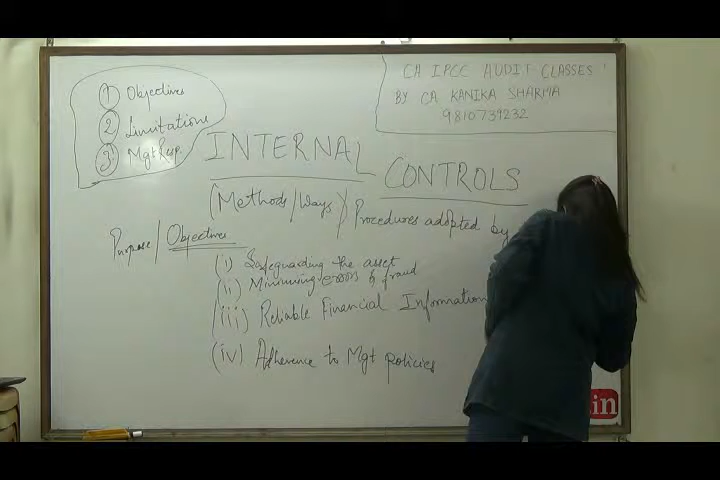 CA IPCC AUDIT CLASSES
BY CA KANIKA SHARMA
9810739232
① Objectives
② Limitations
③ Mgt Resp.
INTERNAL CONTROLS
(Methods/Ways) Procedures adopted by
Purpose/Objectives
(i) Safeguarding the asset
(ii) Minimising errors & fraud
(iii) Reliable Financial Information
(iv) Adherence to Mgt policies
in